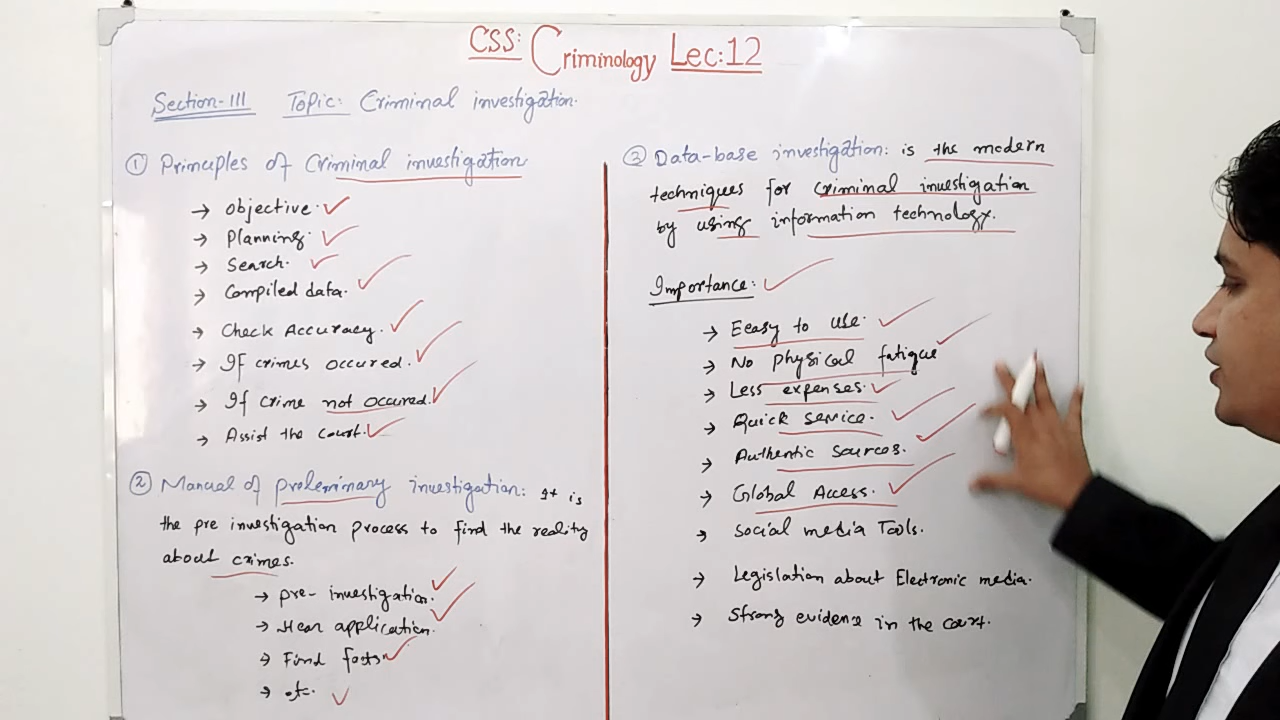 CSS: Criminology Lec:12
Section-III Topic: Criminal investigation.
① Principles of Criminal investigation
→ Objective.
→ Planning.
→ Search.
→ Compiled data.
→ Check Accuracy.
→ If crimes occured.
→ If crime not occured.
→ Assist the court.
② Manual of preleminary investigation: It is
the pre investigation process to find the reality
about crimes.
→ pre-investigation.
→ Hear application.
→ Find facts
→ etc.
③ Data-base investigation: is the modern
techniques for criminal investigation
by using information technology.
Importance:
→ Eeasy to use.
→ No physical fatigue
→ Less expenses.
→ Quick service.
→ Authentic sources.
→ Global Access.
→ Social media Tools.
→ Legislation about Electronic media.
→ Strong evidence in the court.